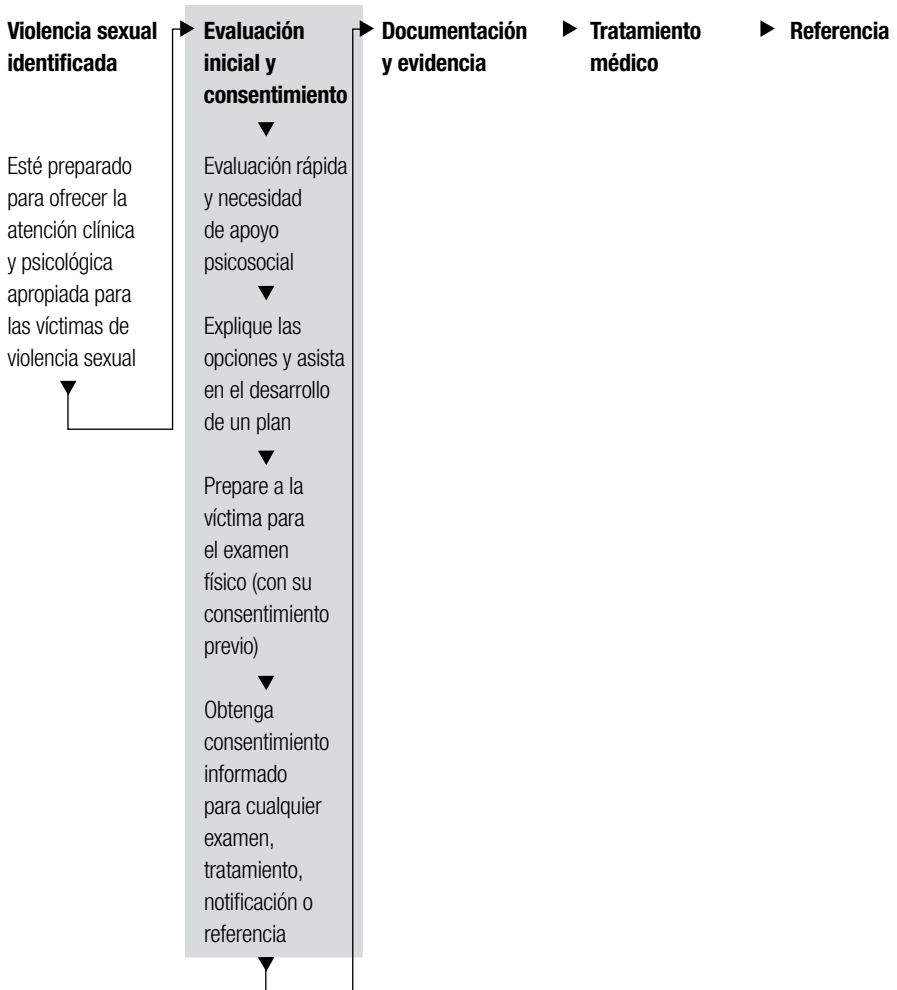 Violencia sexual
identificada
Esté preparado
para ofrecer la
atención clínica
y psicológica
apropiada para
las víctimas de
violencia sexual
Evaluación
inicial y
consentimiento
Evaluación rápida
y necesidad
de apoyo
psicosocial
Explique las
opciones y asista
en el desarrollo
de un plan
Prepare a la
víctima para
el examen
físico (con su
consentimiento
previo)
Obtenga
consentimiento
informado
para cualquier
examen,
tratamiento,
notificación o
referencia
Documentación
y evidencia
Tratamiento
médico
Referencia